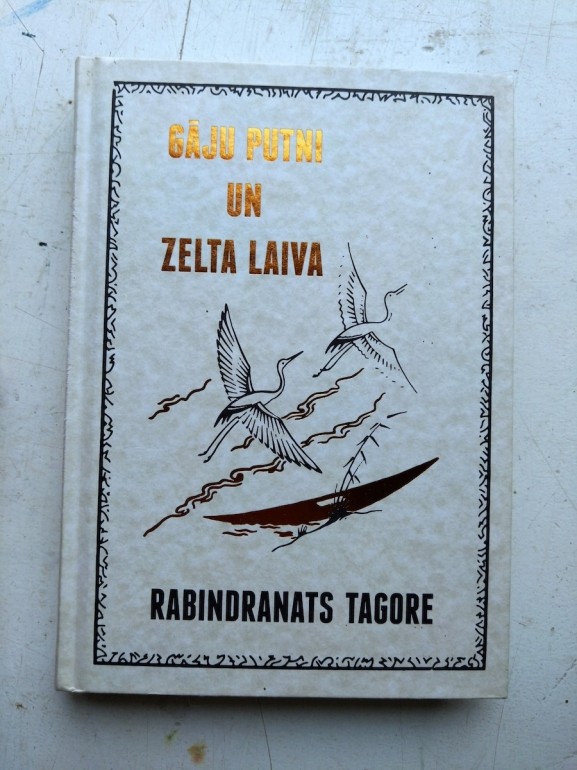 GĀJU PUTNI
UN
ZELTA LAIVA
RABINDRANATS TAGORE